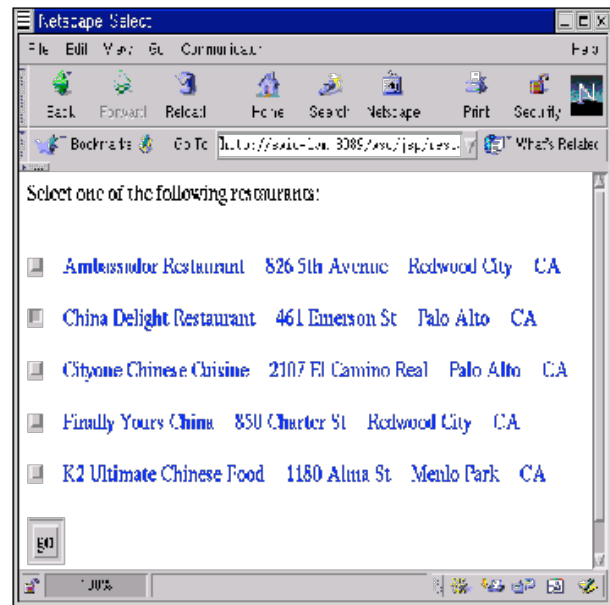 Netscape Select
File Edit View Go Communicator Help
Back Forward Reload Home Search Netscape Print Security
Bookmarks Go To What's Related
Select one of the following restaurants:
Ambassador Restaurant 826 5th Avenue Redwood City CA
China Delight Restaurant 461 Emerson St Palo Alto CA
Cityone Chinese Cuisine 2107 El Camino Real Palo Alto CA
Finally Yours China 850 Charter St Redwood City CA
K2 Ultimate Chinese Food 1180 Alma St Menlo Park CA
go
100%